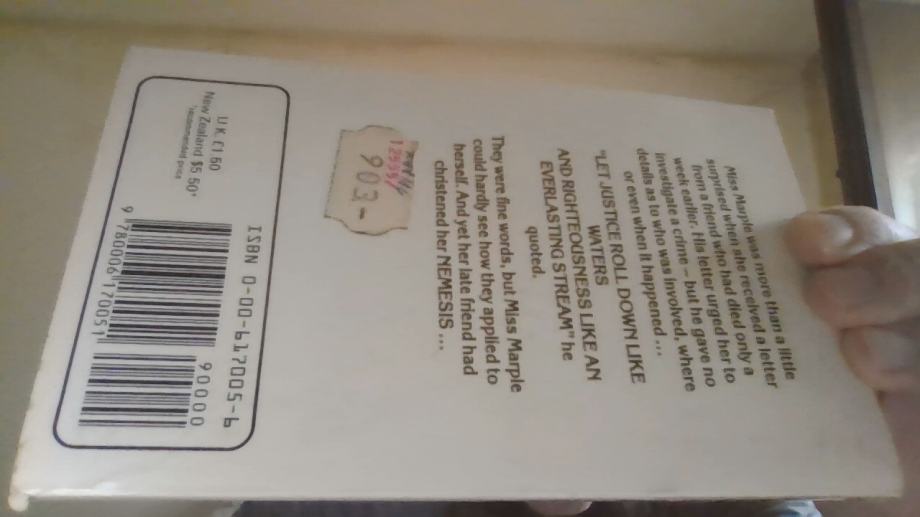 Miss Marple was more than a little
surprised when she received a letter
from a friend who had died only a
week earlier. His letter urged her to
investigate a crime – but he gave no
details as to who was involved, where
or even when it happened ...
"LET JUSTICE ROLL DOWN LIKE
WATERS
AND RIGHTEOUSNESS LIKE AN
EVERLASTING STREAM" he
quoted.
They were fine words, but Miss Marple
could hardly see how they applied to
herself. And yet her late friend had
christened her NEMESIS ...
903-
U.K. £1.50
New Zealand $5.50*
*recommended price
ISBN 0-00-617005-6
90000
9 780006 170051